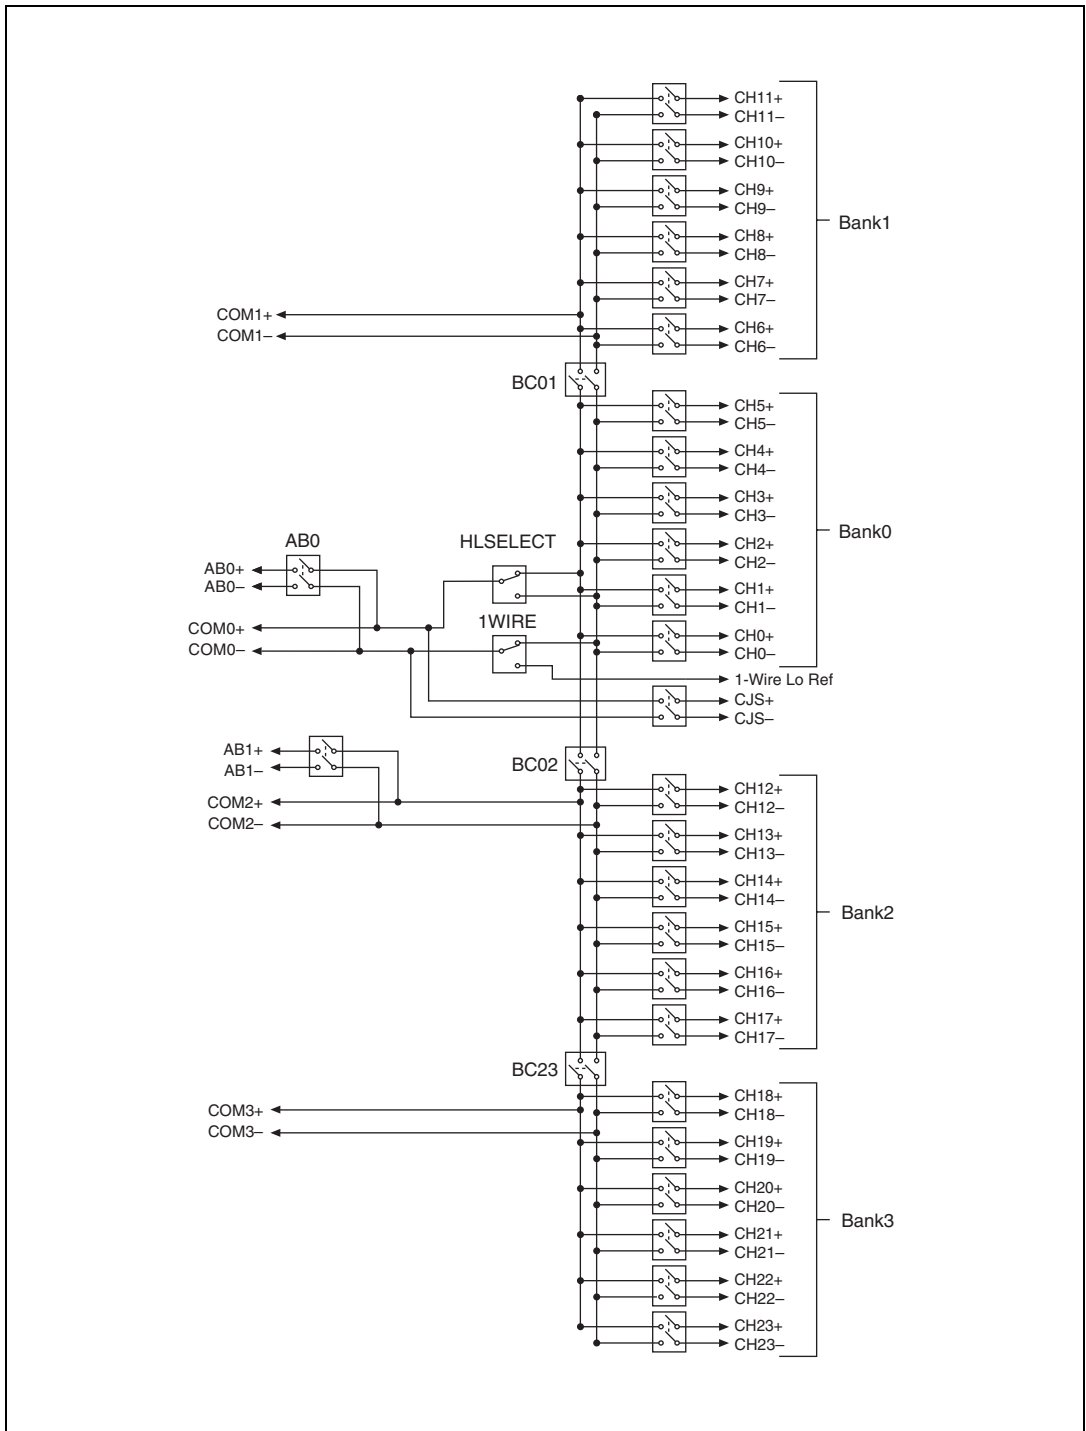 CH11+
CH11–
CH10+
CH10–
CH9+
CH9–
Bank1
CH8+
CH8–
CH7+
CH7–
COM1+
CH6+
COM1–
CH6–
BC01
CH5+
CH5–
CH4+
CH4–
CH3+
CH3–
Bank0
AB0
HLSELECT
CH2+
CH2–
AB0+
AB0–
CH1+
CH1–
1WIRE
COM0+
CH0+
COM0–
CH0–
1-Wire Lo Ref
CJS+
CJS–
AB1+
AB1–
BC02
CH12+
COM2+
CH12–
COM2–
CH13+
CH13–
CH14+
CH14–
Bank2
CH15+
CH15–
CH16+
CH16–
CH17+
CH17–
BC23
CH18+
COM3+
CH18–
COM3–
CH19+
CH19–
CH20+
CH20–
Bank3
CH21+
CH21–
CH22+
CH22–
CH23+
CH23–